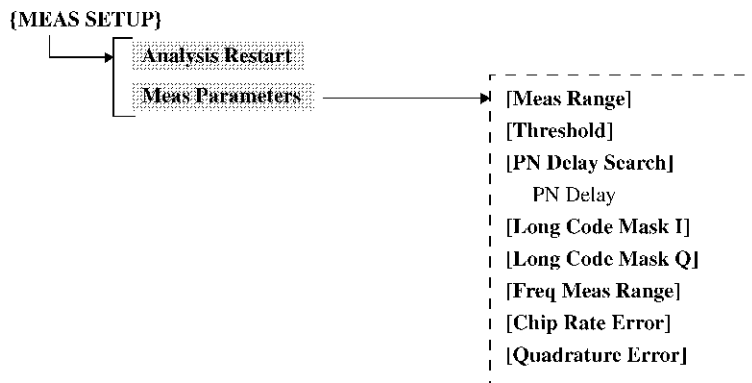 {MEAS SETUP}
Analysis Restart
Meas Parameters
[Meas Range]
[Threshold]
[PN Delay Search]
PN Delay
[Long Code Mask I]
[Long Code Mask Q]
[Freq Meas Range]
[Chip Rate Error]
[Quadrature Error]